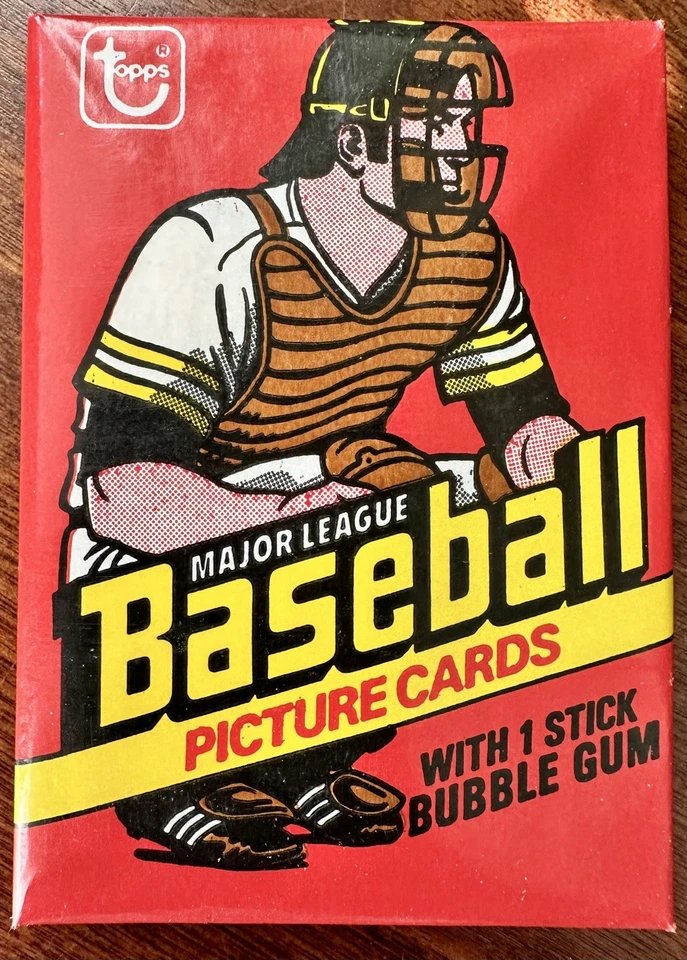 topps ®
MAJOR LEAGUE
Baseball
PICTURE CARDS
WITH 1 STICK
BUBBLE GUM